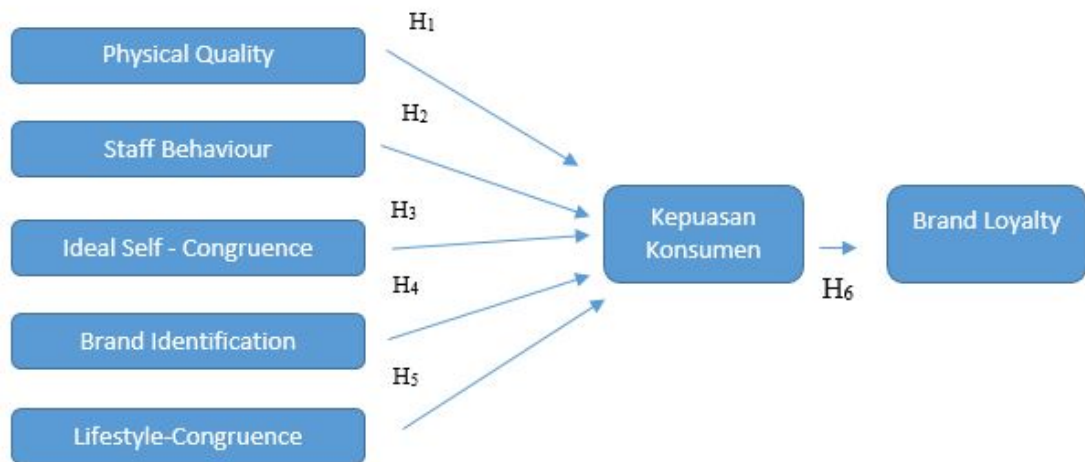 H₁
Physical Quality
H₂
Staff Behaviour
H₃
Ideal Self - Congruence
H₄
Brand Identification
H₅
Lifestyle-Congruence
Kepuasan
Konsumen
H₆
Brand Loyalty